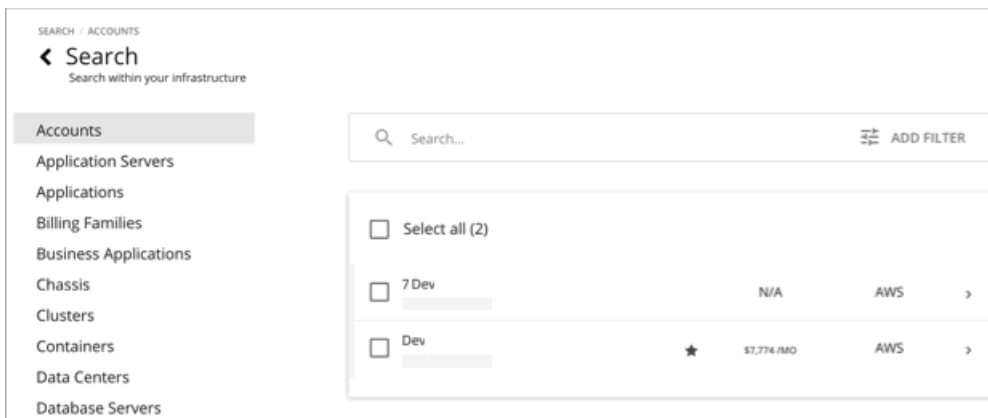 SEARCH / ACCOUNTS
Search
Search within your infrastructure
Accounts
Application Servers
Applications
Billing Families
Business Applications
Chassis
Clusters
Containers
Data Centers
Database Servers
Search...
ADD FILTER
Select all (2)
7 Dev
N/A AWS
Dev
$7,774 /MO AWS